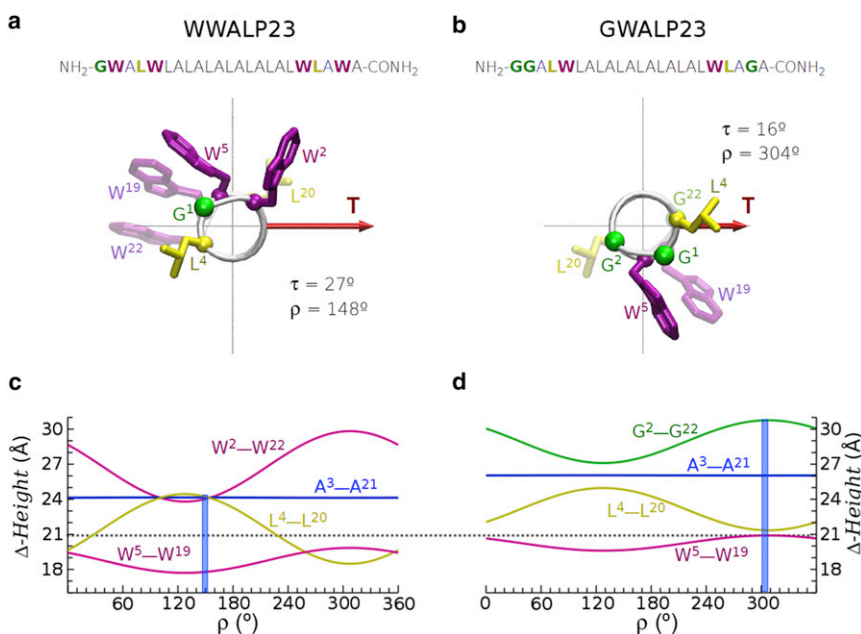 a WWALP23
NH₂-GWALWLALALALALALALWLAWA-CONH₂
W⁵
W²
W¹⁹
G¹
L²⁰
T
W²²
L⁴
τ = 27º
ρ = 148º
b GWALP23
NH₂-GGALWLALALALALALALWLAGA-CONH₂
τ = 16º
ρ = 304º
L⁴
G²²
T
L²⁰
G²
G¹
W⁵
W¹⁹
c
Δ-Height (Å)
30
27
24
21
18
W²—W²²
A³—A²¹
L⁴—L²⁰
W⁵—W¹⁹
60 120 180 240 300 360
ρ (º)
d
G²—G²²
A³—A²¹
L⁴—L²⁰
W⁵—W¹⁹
30
27
24
21
18
Δ-Height (Å)
0 60 120 180 240 300
ρ (º)